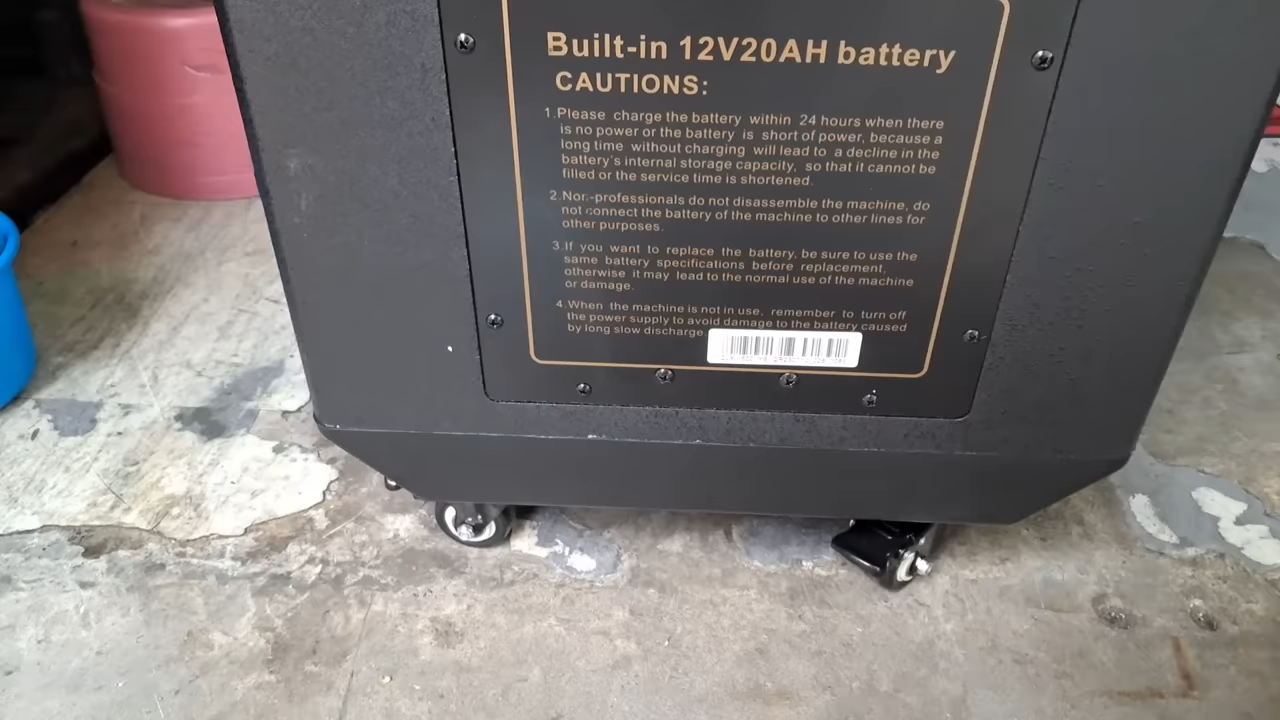 Built-in 12V20AH battery
CAUTIONS:
1.Please charge the battery within 24 hours when there
is no power or the battery is short of power, because a
long time without charging will lead to a decline in the
battery's internal storage capacity, so that it cannot be
filled or the service time is shortened.
2.Non-professionals do not disassemble the machine, do
not connect the battery of the machine to other lines for
other purposes.
3.If you want to replace the battery, be sure to use the
same battery specifications before replacement,
otherwise it may lead to the normal use of the machine
or damage.
4.When the machine is not in use, remember to turn off
the power supply to avoid damage to the battery caused
by long slow discharge